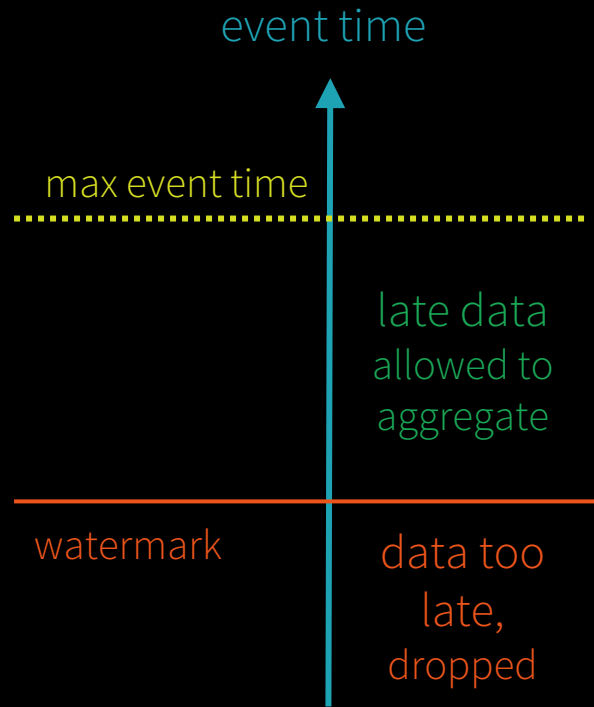 event time
max event time
late data
allowed to
aggregate
watermark
data too
late,
dropped